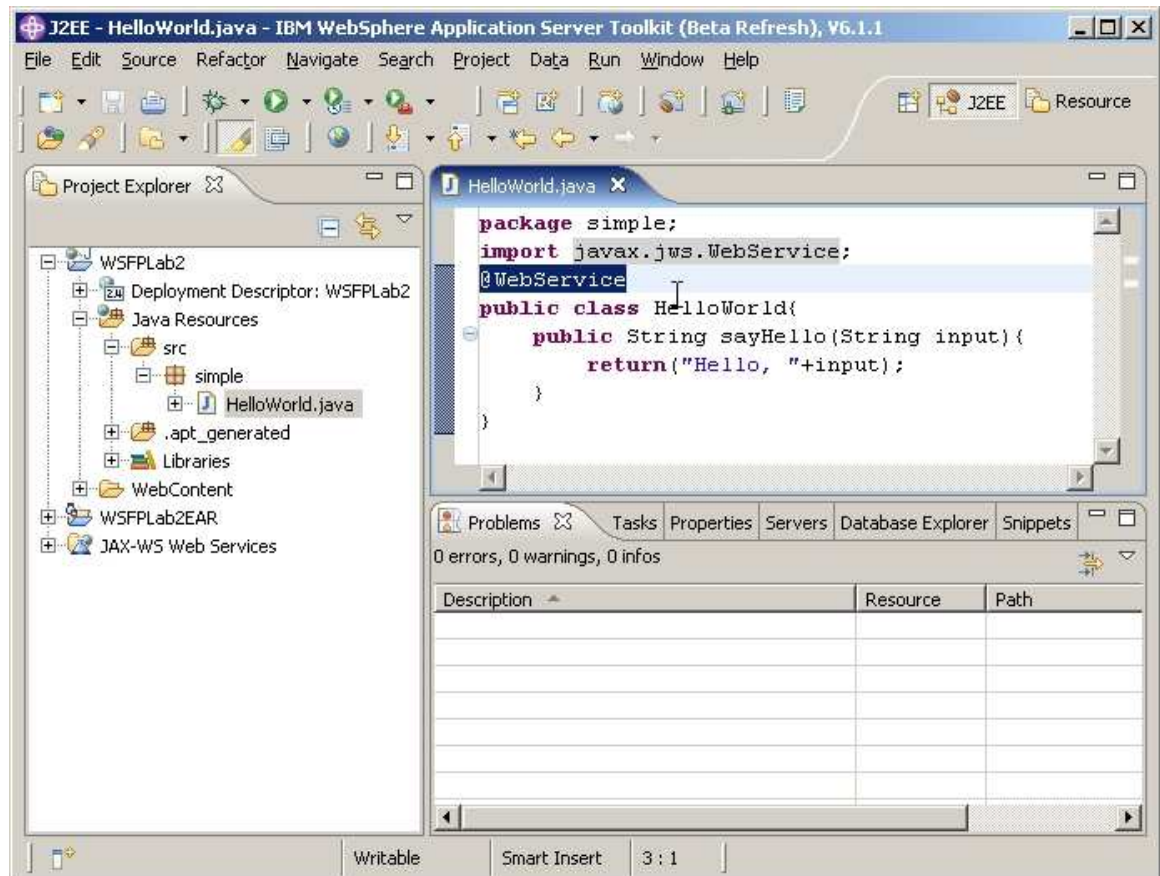 J2EE - HelloWorld.java - IBM WebSphere Application Server Toolkit (Beta Refresh), V6.1.1
File Edit Source Refactor Navigate Search Project Data Run Window Help
J2EE Resource
Project Explorer
WSFPLab2
Deployment Descriptor: WSFPLab2
Java Resources
src
simple
HelloWorld.java
.apt_generated
Libraries
WebContent
WSFPLab2EAR
JAX-WS Web Services
HelloWorld.java
package simple;
import javax.jws.WebService;
@WebService
public class HelloWorld{
public String sayHello(String input){
return("Hello, "+input);
}
}
Problems Tasks Properties Servers Database Explorer Snippets
0 errors, 0 warnings, 0 infos
Description Resource Path
Writable Smart Insert 3 : 1